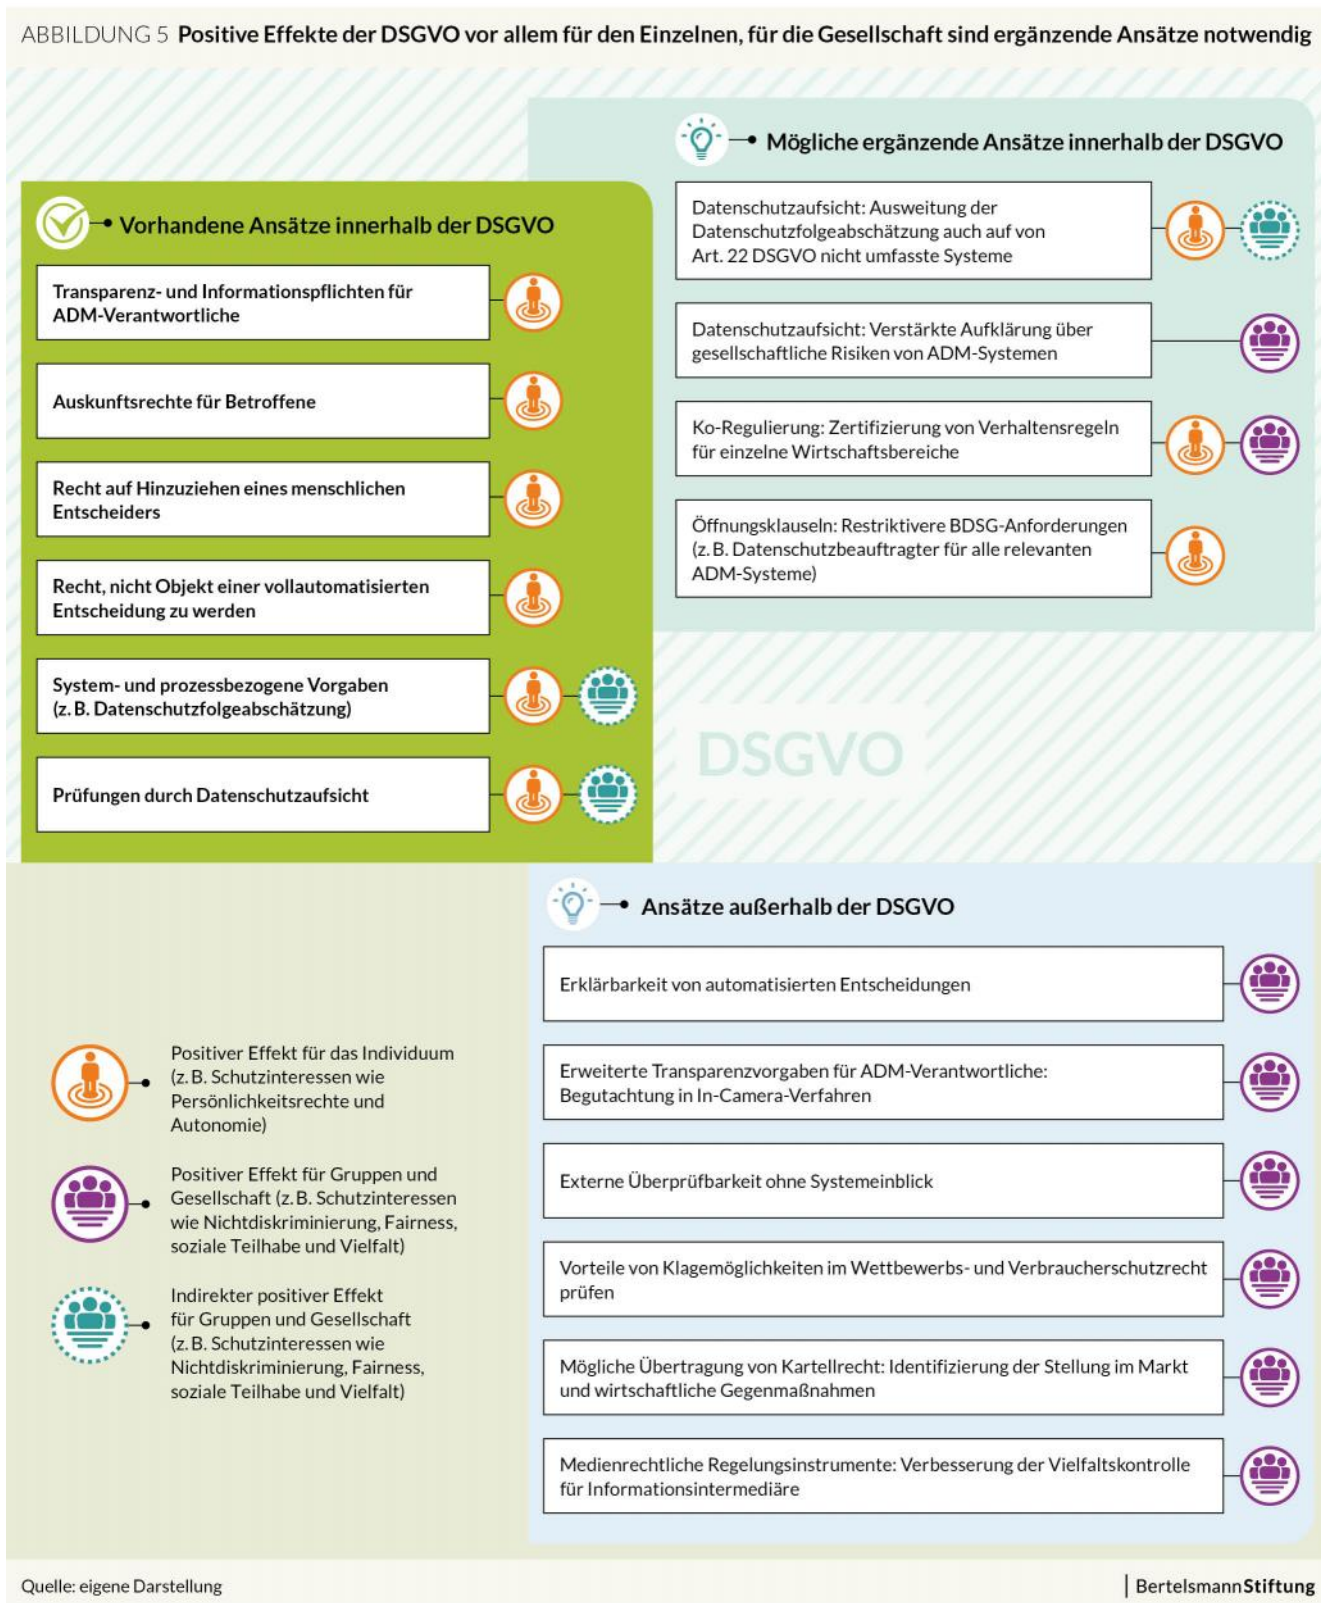 ABBILDUNG 5 Positive Effekte der DSGVO vor allem für den Einzelnen, für die Gesellschaft sind ergänzende Ansätze notwendig
Mögliche ergänzende Ansätze innerhalb der DSGVO
Datenschutzaufsicht: Ausweitung der
Datenschutzfolgeabschätzung auch auf von
Art. 22 DSGVO nicht umfasste Systeme
Datenschutzaufsicht: Verstärkte Aufklärung über
gesellschaftliche Risiken von ADM-Systemen
Ko-Regulierung: Zertifizierung von Verhaltensregeln
für einzelne Wirtschaftsbereiche
Öffnungsklauseln: Restriktivere BDSG-Anforderungen
(z. B. Datenschutzbeauftragter für alle relevanten
ADM-Systeme)
Vorhandene Ansätze innerhalb der DSGVO
Transparenz- und Informationspflichten für
ADM-Verantwortliche
Auskunftsrechte für Betroffene
Recht auf Hinzuziehen eines menschlichen
Entscheiders
Recht, nicht Objekt einer vollautomatisierten
Entscheidung zu werden
System- und prozessbezogene Vorgaben
(z. B. Datenschutzfolgeabschätzung)
Prüfungen durch Datenschutzaufsicht
DSGVO
Ansätze außerhalb der DSGVO
Erklärbarkeit von automatisierten Entscheidungen
Erweiterte Transparenzvorgaben für ADM-Verantwortliche:
Begutachtung in In-Camera-Verfahren
Externe Überprüfbarkeit ohne Systemeinblick
Vorteile von Klagemöglichkeiten im Wettbewerbs- und Verbraucherschutzrecht
prüfen
Mögliche Übertragung von Kartellrecht: Identifizierung der Stellung im Markt
und wirtschaftliche Gegenmaßnahmen
Medienrechtliche Regelungsinstrumente: Verbesserung der Vielfaltskontrolle
für Informationsintermediäre
Positiver Effekt für das Individuum
(z. B. Schutzinteressen wie
Persönlichkeitsrechte und
Autonomie)
Positiver Effekt für Gruppen und
Gesellschaft (z. B. Schutzinteressen
wie Nichtdiskriminierung, Fairness,
soziale Teilhabe und Vielfalt)
Indirekter positiver Effekt
für Gruppen und Gesellschaft
(z. B. Schutzinteressen wie
Nichtdiskriminierung, Fairness,
soziale Teilhabe und Vielfalt)
Quelle: eigene Darstellung
BertelsmannStiftung